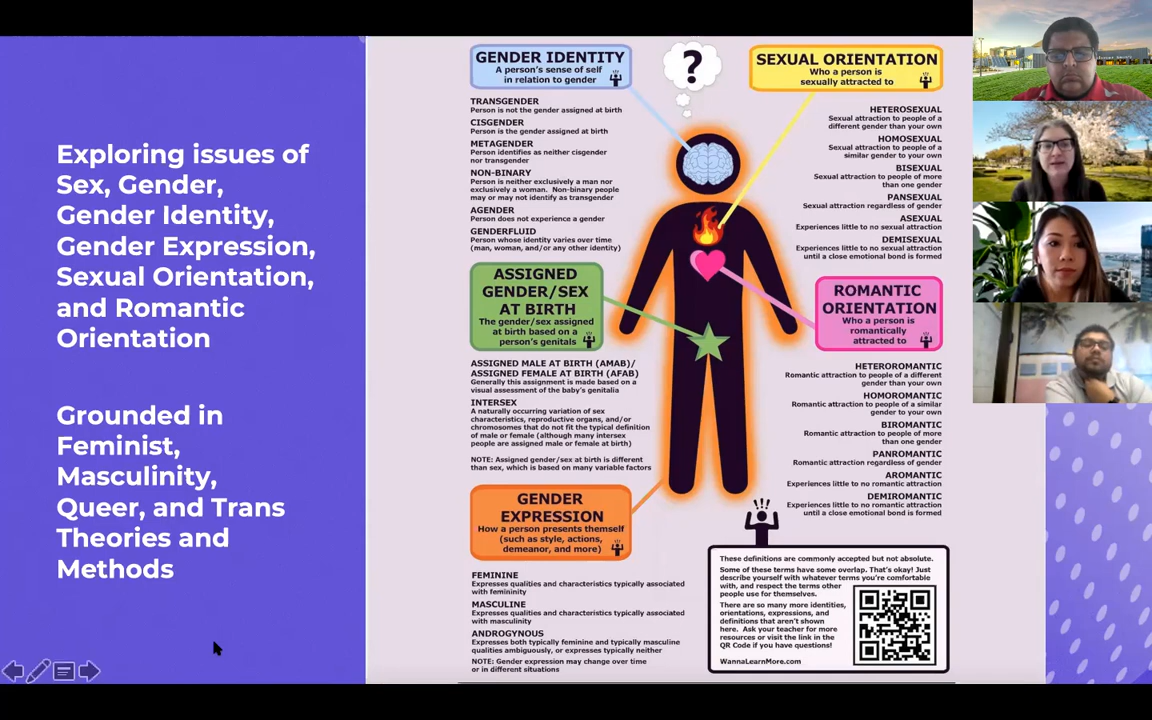 Exploring issues of
Sex, Gender,
Gender Identity,
Gender Expression,
Sexual Orientation,
and Romantic
Orientation
Grounded in
Feminist,
Masculinity,
Queer, and Trans
Theories and
Methods
GENDER IDENTITY
A person's sense of self
in relation to gender
TRANSGENDER
Person is not the gender assigned at birth
CISGENDER
Person is the gender assigned at birth
METAGENDER
Person identifies as neither cisgender
nor transgender
NON-BINARY
Person is neither exclusively a man nor
exclusively a woman. Non-binary people
may or may not identify as transgender
AGENDER
Person does not experience a gender
GENDERFLUID
Person whose identity varies over time
(man, woman, and/or any other identity)
ASSIGNED
GENDER/SEX
AT BIRTH
The gender/sex assigned
at birth based on a
person's genitals
ASSIGNED MALE AT BIRTH (AMAB)/
ASSIGNED FEMALE AT BIRTH (AFAB)
Generally this assignment is made based on a
visual assessment of the baby's genitalia
INTERSEX
A naturally occurring variation of sex
characteristics, reproductive organs, and/or
chromosomes that do not fit the typical definition
of male or female (although many intersex
people are assigned male or female at birth)
NOTE: Assigned gender/sex at birth is different
than sex, which is based on many variable factors
GENDER
EXPRESSION
How a person presents themself
(such as style, actions,
demeanor, and more)
FEMININE
Expresses qualities and characteristics typically associated
with femininity
MASCULINE
Expresses qualities and characteristics typically associated
with masculinity
ANDROGYNOUS
Expresses both typically feminine and typically masculine
qualities ambiguously, or expresses typically neither
NOTE: Gender expression may change over time
or in different situations
?
SEXUAL ORIENTATION
Who a person is
sexually attracted to
HETEROSEXUAL
Sexual attraction to people of a
different gender than your own
HOMOSEXUAL
Sexual attraction to people of a
similar gender to your own
BISEXUAL
Sexual attraction to people of more
than one gender
PANSEXUAL
Sexual attraction regardless of gender
ASEXUAL
Experiences little to no sexual attraction
DEMISEXUAL
Experiences little to no sexual attraction
until a close emotional bond is formed
ROMANTIC
ORIENTATION
Who a person is
romantically
attracted to
HETEROROMANTIC
Romantic attraction to people of a different
gender than your own
HOMOROMANTIC
Romantic attraction to people of a similar
gender to your own
BIROMANTIC
Romantic attraction to people of more
than one gender
PANROMANTIC
Romantic attraction regardless of gender
AROMANTIC
Experiences little to no romantic attraction
DEMIROMANTIC
Experiences little to no romantic attraction
until a close emotional bond is formed
These definitions are commonly accepted but not absolute.
Some of these terms have some overlap. That's okay! Just
describe yourself with whatever terms you're comfortable
with, and respect the terms other
people use for themselves.
There are so many more identities,
orientations, expressions, and
definitions that aren't shown
here. Ask your teacher for more
resources or visit the link in the
QR Code if you have questions!
WannaLearnMore.com